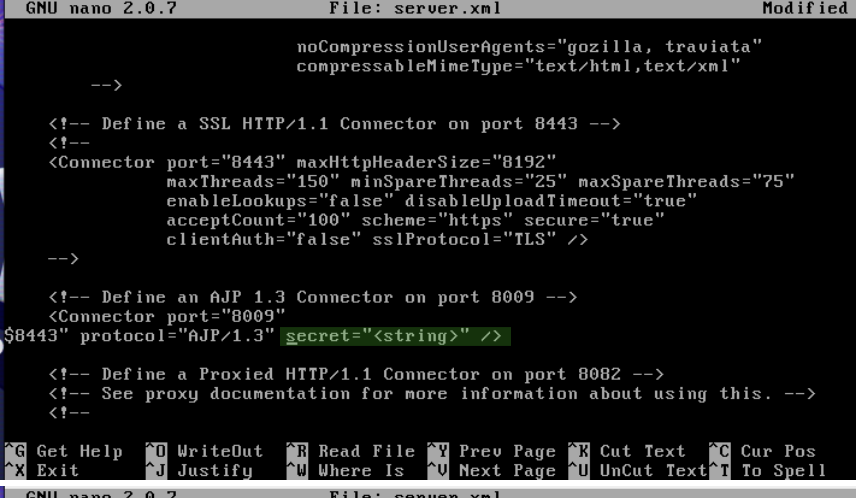 GNU nano 2.0.7 File: server.xml Modified
noCompressionUserAgents="gozilla, traviata"
compressableMimeType="text/html,text/xml"
-->
<!-- Define a SSL HTTP/1.1 Connector on port 8443 -->
<!--
<Connector port="8443" maxHttpHeaderSize="8192"
maxThreads="150" minSpareThreads="25" maxSpareThreads="75"
enableLookups="false" disableUploadTimeout="true"
acceptCount="100" scheme="https" secure="true"
clientAuth="false" sslProtocol="TLS" />
-->
<!-- Define an AJP 1.3 Connector on port 8009 -->
<Connector port="8009"
$8443" protocol="AJP/1.3" secret="<string>" />
<!-- Define a Proxied HTTP/1.1 Connector on port 8082 -->
<!-- See proxy documentation for more information about using this. -->
<!--
^G Get Help ^O WriteOut ^R Read File ^Y Prev Page ^K Cut Text ^C Cur Pos
^X Exit ^J Justify ^W Where Is ^V Next Page ^U UnCut Text ^T To Spell
GNU nano 2.0.7 File: server.xml